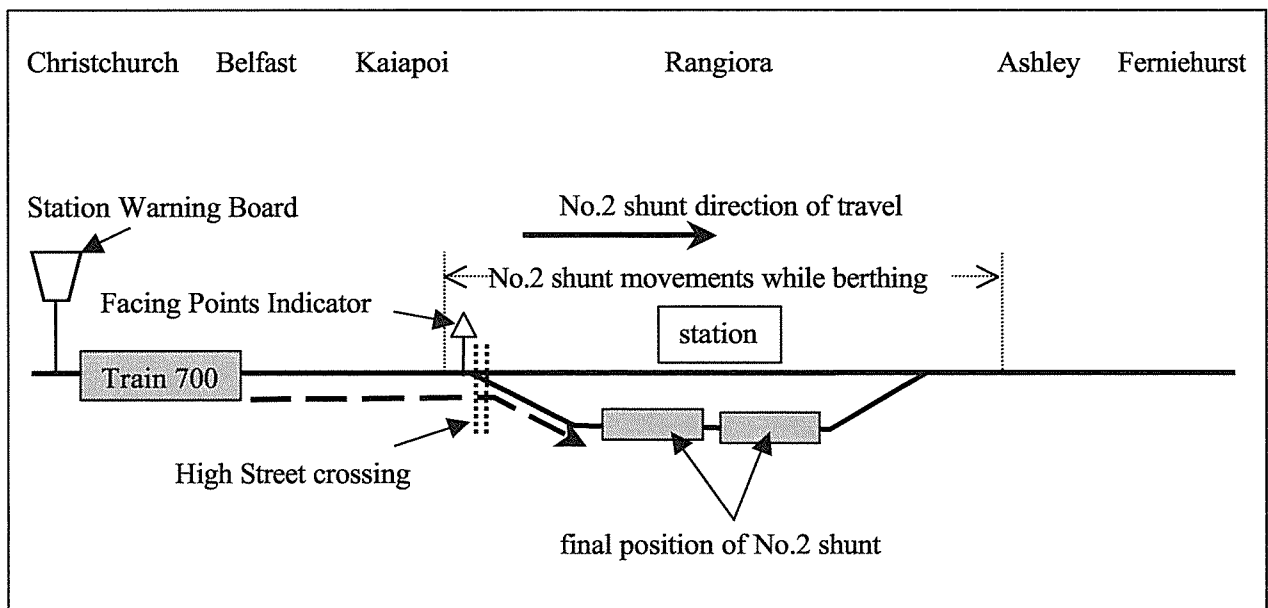 Christchurch Belfast Kaiapoi Rangiora Ashley Ferniehurst
Station Warning Board
No.2 shunt direction of travel
No.2 shunt movements while berthing
Facing Points Indicator
station
Train 700
High Street crossing
final position of No.2 shunt